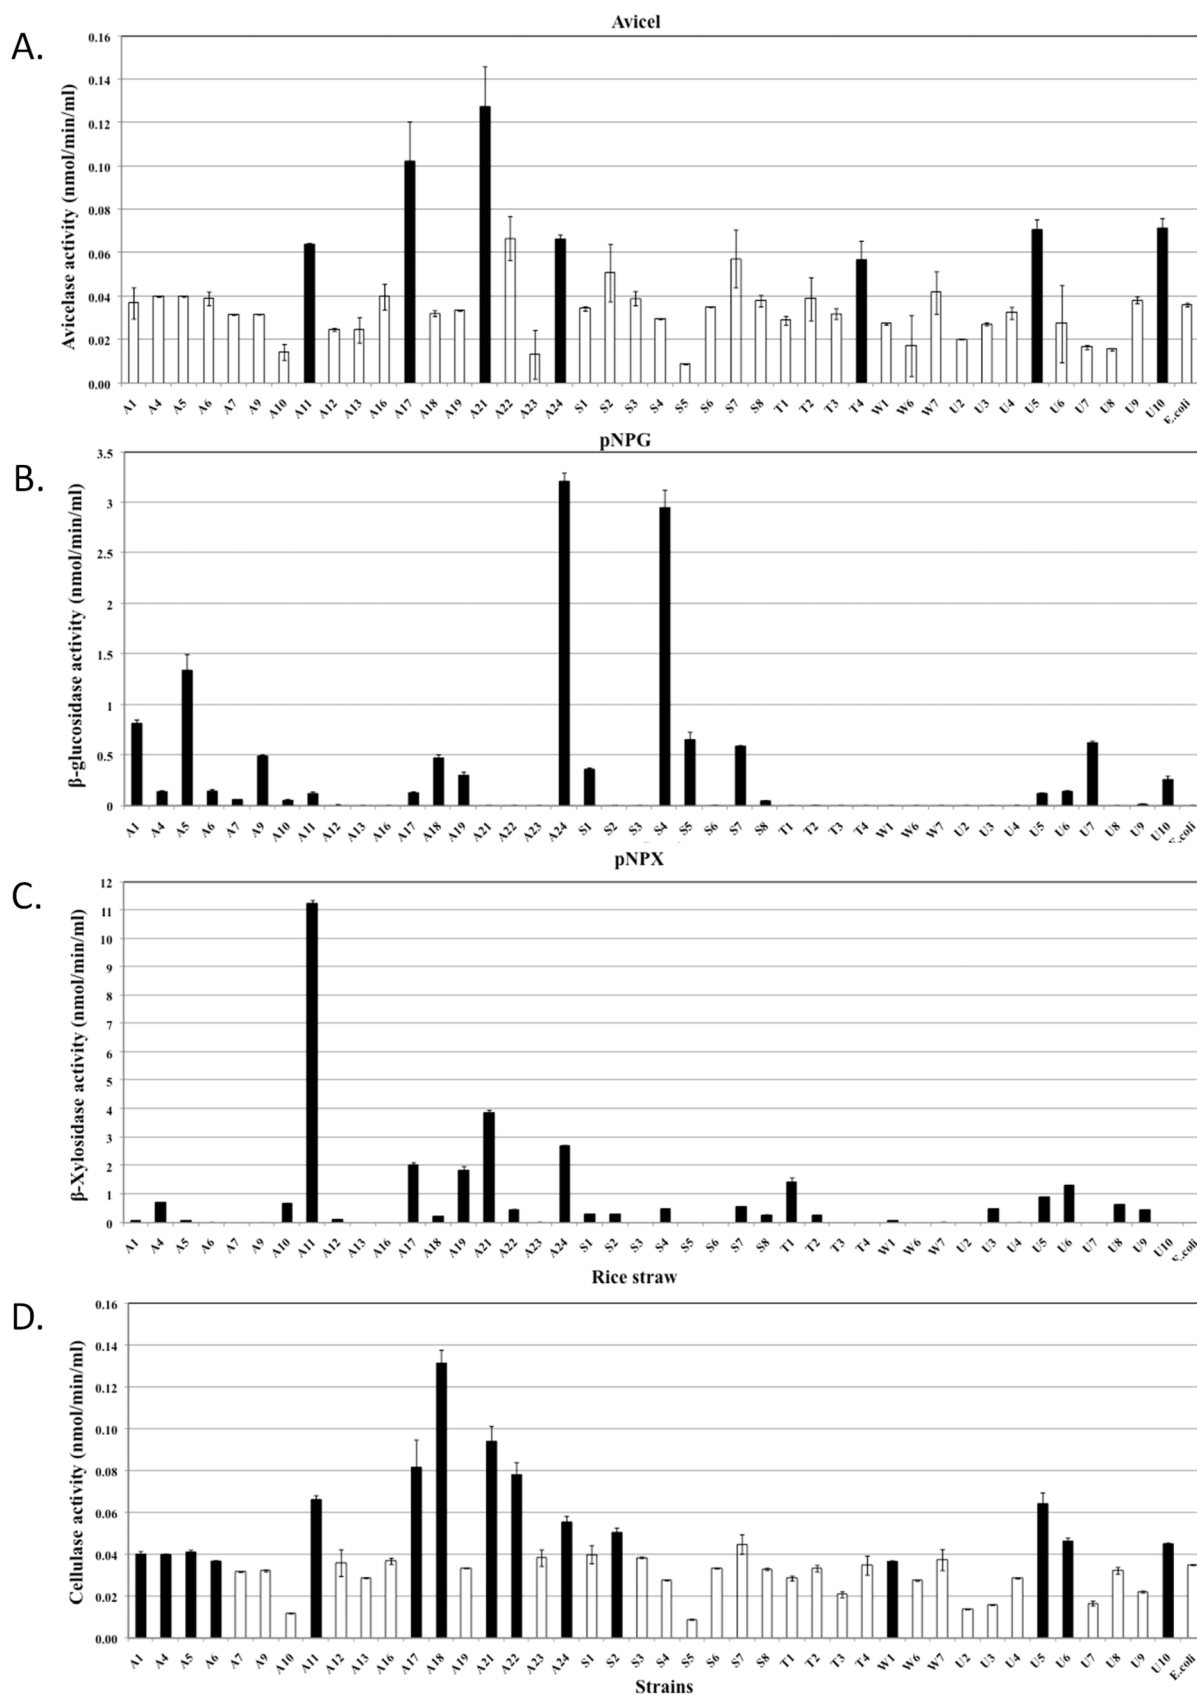 Avicel
A.
Avicelase activity (nmol/min/ml)
0.16
0.14
0.12
0.10
0.08
0.06
0.04
0.02
0.00
A1 A4 A5 A6 A7 A9 A10 A11 A12 A13 A16 A17 A18 A19 A21 A22 A23 A24 S1 S2 S3 S4 S5 S6 S7 S8 T1 T2 T3 T4 W1 W6 W7 U2 U3 U4 U5 U6 U7 U8 U9 U10 E.coli
pNPG
B.
β-glucosidase activity (nmol/min/ml)
3.5
3
2.5
2
1.5
1
0.5
0
A1 A4 A5 A6 A7 A9 A10 A11 A12 A13 A16 A17 A18 A19 A21 A22 A23 A24 S1 S2 S3 S4 S5 S6 S7 S8 T1 T2 T3 T4 W1 W6 W7 U2 U3 U4 U5 U6 U7 U8 U9 U10 E.coli
pNPX
C.
β-Xylosidase activity (nmol/min/ml)
12
11
10
9
8
7
6
5
4
3
2
1
0
A1 A4 A5 A6 A7 A9 A10 A11 A12 A13 A16 A17 A18 A19 A21 A22 A23 A24 S1 S2 S3 S4 S5 S6 S7 S8 T1 T2 T3 T4 W1 W6 W7 U2 U3 U4 U5 U6 U7 U8 U9 U10 E.coli
Rice straw
D.
Cellulase activity (nmol/min/ml)
0.16
0.14
0.12
0.10
0.08
0.06
0.04
0.02
0.00
A1 A4 A5 A6 A7 A9 A10 A11 A12 A13 A16 A17 A18 A19 A21 A22 A23 A24 S1 S2 S3 S4 S5 S6 S7 S8 T1 T2 T3 T4 W1 W6 W7 U2 U3 U4 U5 U6 U7 U8 U9 U10 E.coli
Strains